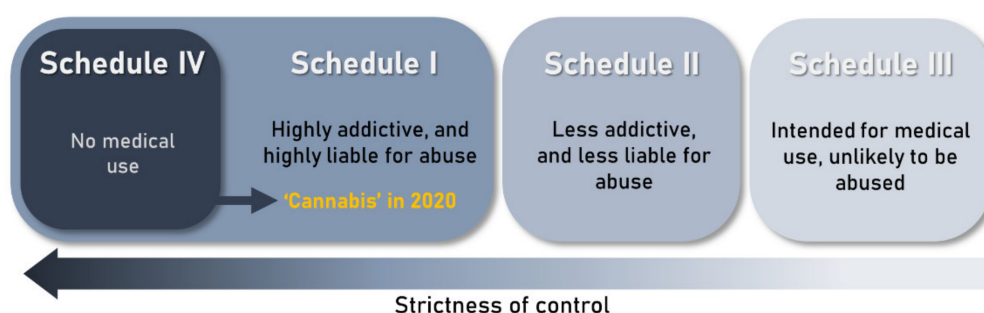 Schedule IV
No medical
use
Schedule I
Highly addictive, and
highly liable for abuse
‘Cannabis’ in 2020
Schedule II
Less addictive,
and less liable for
abuse
Schedule III
Intended for medical
use, unlikely to be
abused
Strictness of control